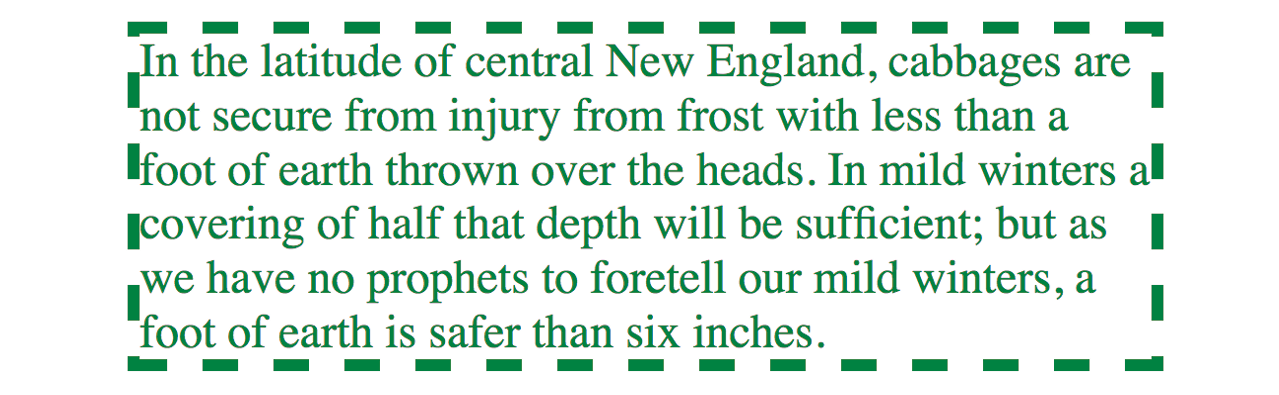 In the latitude of central New England, cabbages are
not secure from injury from frost with less than a
foot of earth thrown over the heads. In mild winters a
covering of half that depth will be sufficient; but as
we have no prophets to foretell our mild winters, a
foot of earth is safer than six inches.